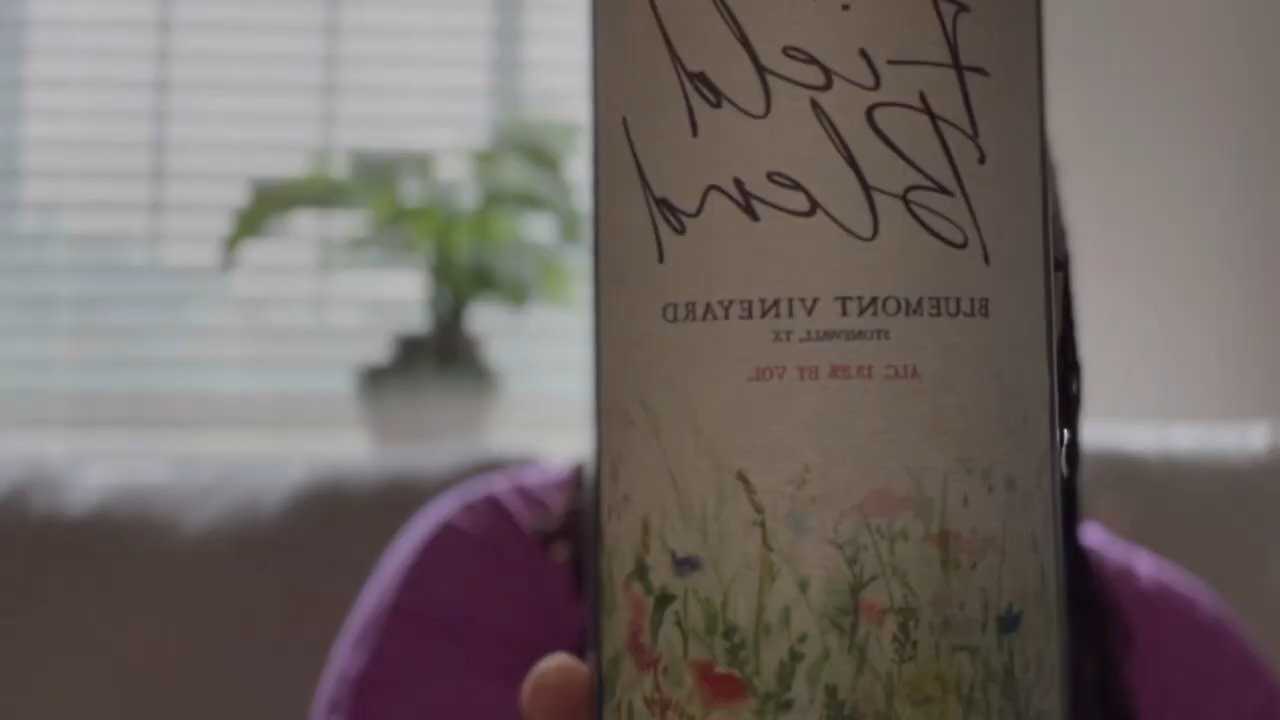 Field
Blend
BLUEMONT VINEYARD
STONEWALL, TX
ALC. BY VOL.